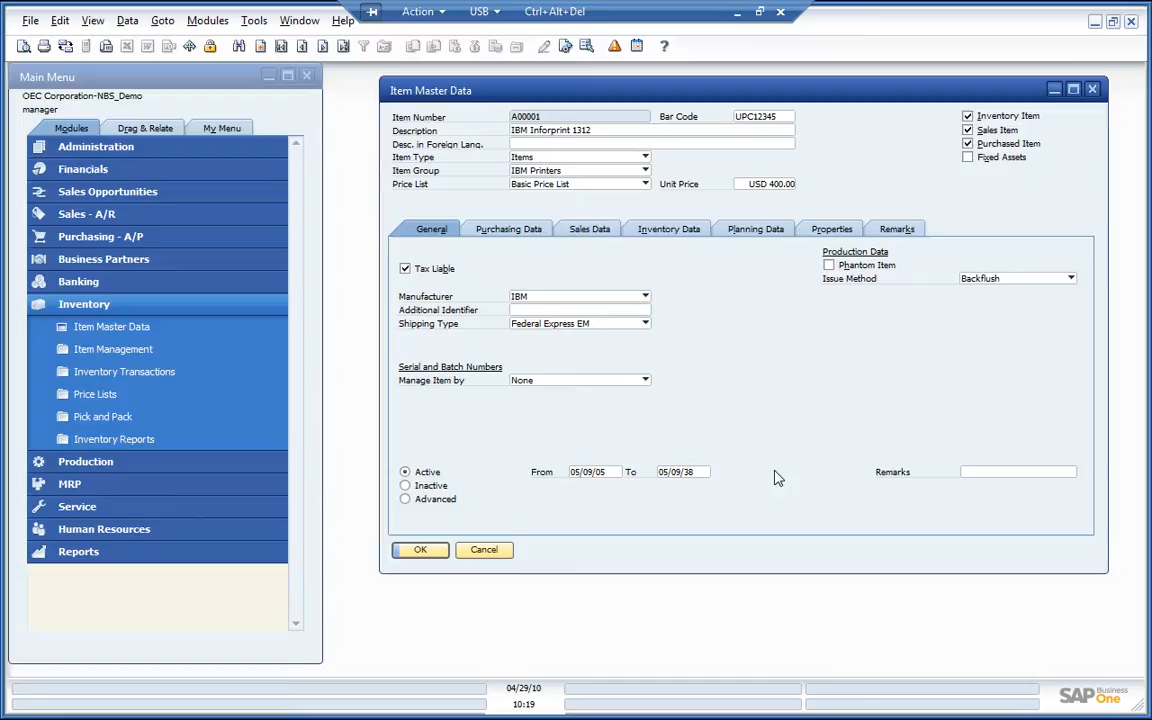 Action USB Ctrl+Alt+Del
File Edit View Data Goto Modules Tools Window Help
Main Menu
OEC Corporation-NBS_Demo
manager
Modules Drag & Relate My Menu
Administration
Financials
Sales Opportunities
Sales - A/R
Purchasing - A/P
Business Partners
Banking
Inventory
Item Master Data
Item Management
Inventory Transactions
Price Lists
Pick and Pack
Inventory Reports
Production
MRP
Service
Human Resources
Reports
Item Master Data
Item Number A00001 Bar Code UPC12345
Description IBM Inforprint 1312
Desc. in Foreign Lang.
Item Type Items
Item Group IBM Printers
Price List Basic Price List Unit Price USD 400.00
Inventory Item
Sales Item
Purchased Item
Fixed Assets
General Purchasing Data Sales Data Inventory Data Planning Data Properties Remarks
Tax Liable
Manufacturer IBM
Additional Identifier
Shipping Type Federal Express EM
Serial and Batch Numbers
Manage Item by None
Production Data
Phantom Item
Issue Method Backflush
Active From 05/09/05 To 05/09/38 Remarks
Inactive
Advanced
OK Cancel
04/29/10
10:19
SAP Business One